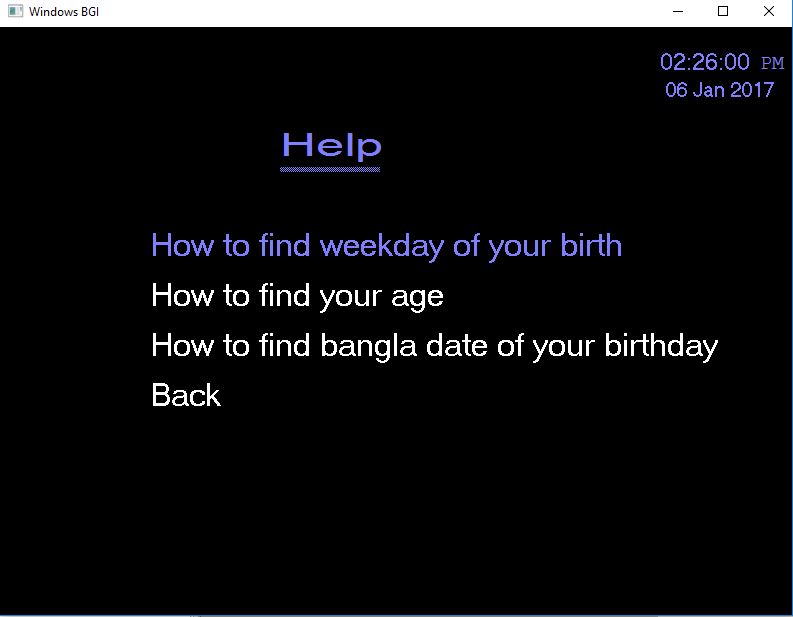 Windows BGI
02:26:00 PM
06 Jan 2017
Help
How to find weekday of your birth
How to find your age
How to find bangla date of your birthday
Back